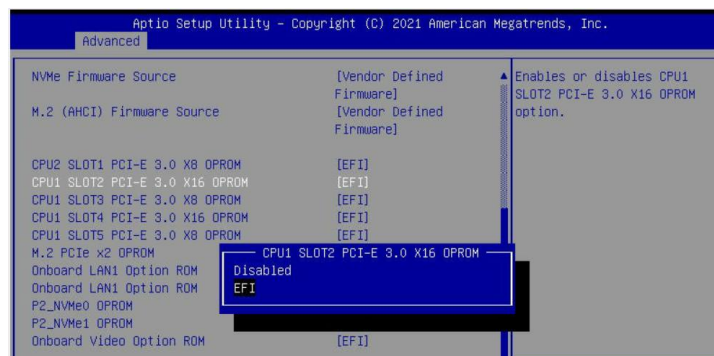 Aptio Setup Utility – Copyright (C) 2021 American Megatrends, Inc.
Advanced
NVMe Firmware Source [Vendor Defined
Firmware]
M.2 (AHCI) Firmware Source [Vendor Defined
Firmware]
CPU2 SLOT1 PCI-E 3.0 X8 OPROM [EFI]
CPU1 SLOT2 PCI-E 3.0 X16 OPROM [EFI]
CPU1 SLOT3 PCI-E 3.0 X8 OPROM [EFI]
CPU1 SLOT4 PCI-E 3.0 X16 OPROM [EFI]
CPU1 SLOT5 PCI-E 3.0 X8 OPROM [EFI]
M.2 PCIe x2 OPROM
Onboard LAN1 Option ROM
Onboard LAN1 Option ROM
P2_NVMe0 OPROM
P2_NVMe1 OPROM
Onboard Video Option ROM [EFI]
CPU1 SLOT2 PCI-E 3.0 X16 OPROM
Disabled
EFI
Enables or disables CPU1
SLOT2 PCI-E 3.0 X16 OPROM
option.